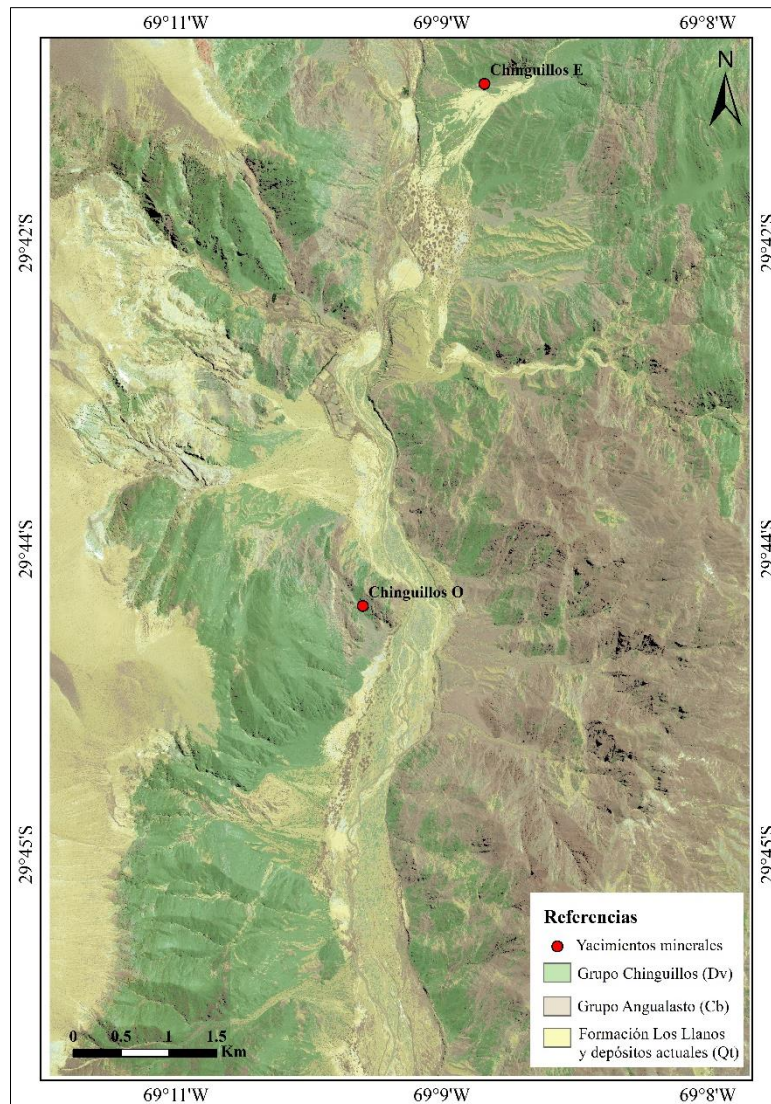 69°11'W 69°9'W 69°8'W
N
Chinguillos E
29°42'S 29°42'S
29°44'S 29°44'S
Chinguillos O
29°45'S 29°45'S
Referencias
Yacimientos minerales
Grupo Chinguillos (Dv)
Grupo Angualasto (Cb)
Formación Los Llanos
y depósitos actuales (Qt)
0 0.5 1 1.5
Km
69°11'W 69°9'W 69°8'W